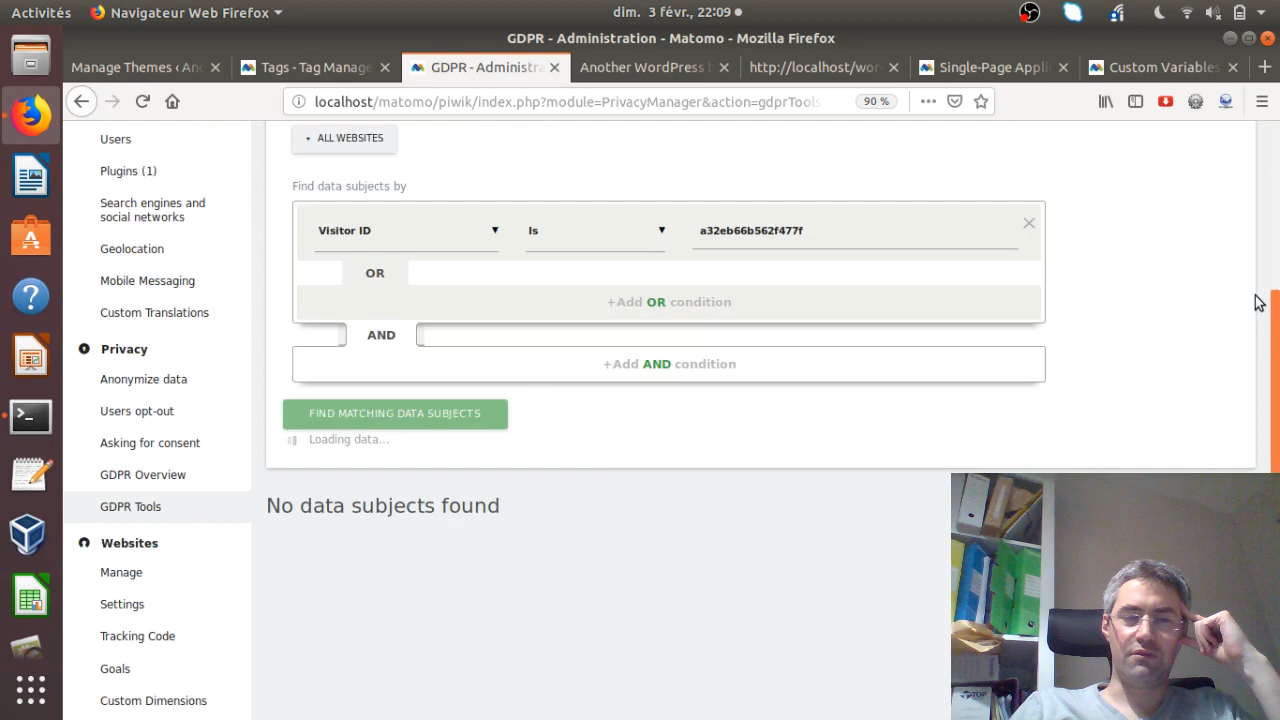 Activités
Navigateur Web Firefox
dim. 3 févr., 22:09
GDPR - Administration - Matomo - Mozilla Firefox
Manage Themes ‹ An
Tags - Tag Manage
GDPR - Administra
Another WordPress b
http://localhost/wor
Single-Page Appli
Custom Variables
localhost/matomo/piwik/index.php?module=PrivacyManager&action=gdprTools
90 %
Users
Plugins (1)
Search engines and
social networks
Geolocation
Mobile Messaging
Custom Translations
Privacy
Anonymize data
Users opt-out
Asking for consent
GDPR Overview
GDPR Tools
Websites
Manage
Settings
Tracking Code
Goals
Custom Dimensions
ALL WEBSITES
Find data subjects by
Visitor ID
Is
a32eb66b562f477f
OR
+Add OR condition
AND
+Add AND condition
FIND MATCHING DATA SUBJECTS
Loading data...
No data subjects found